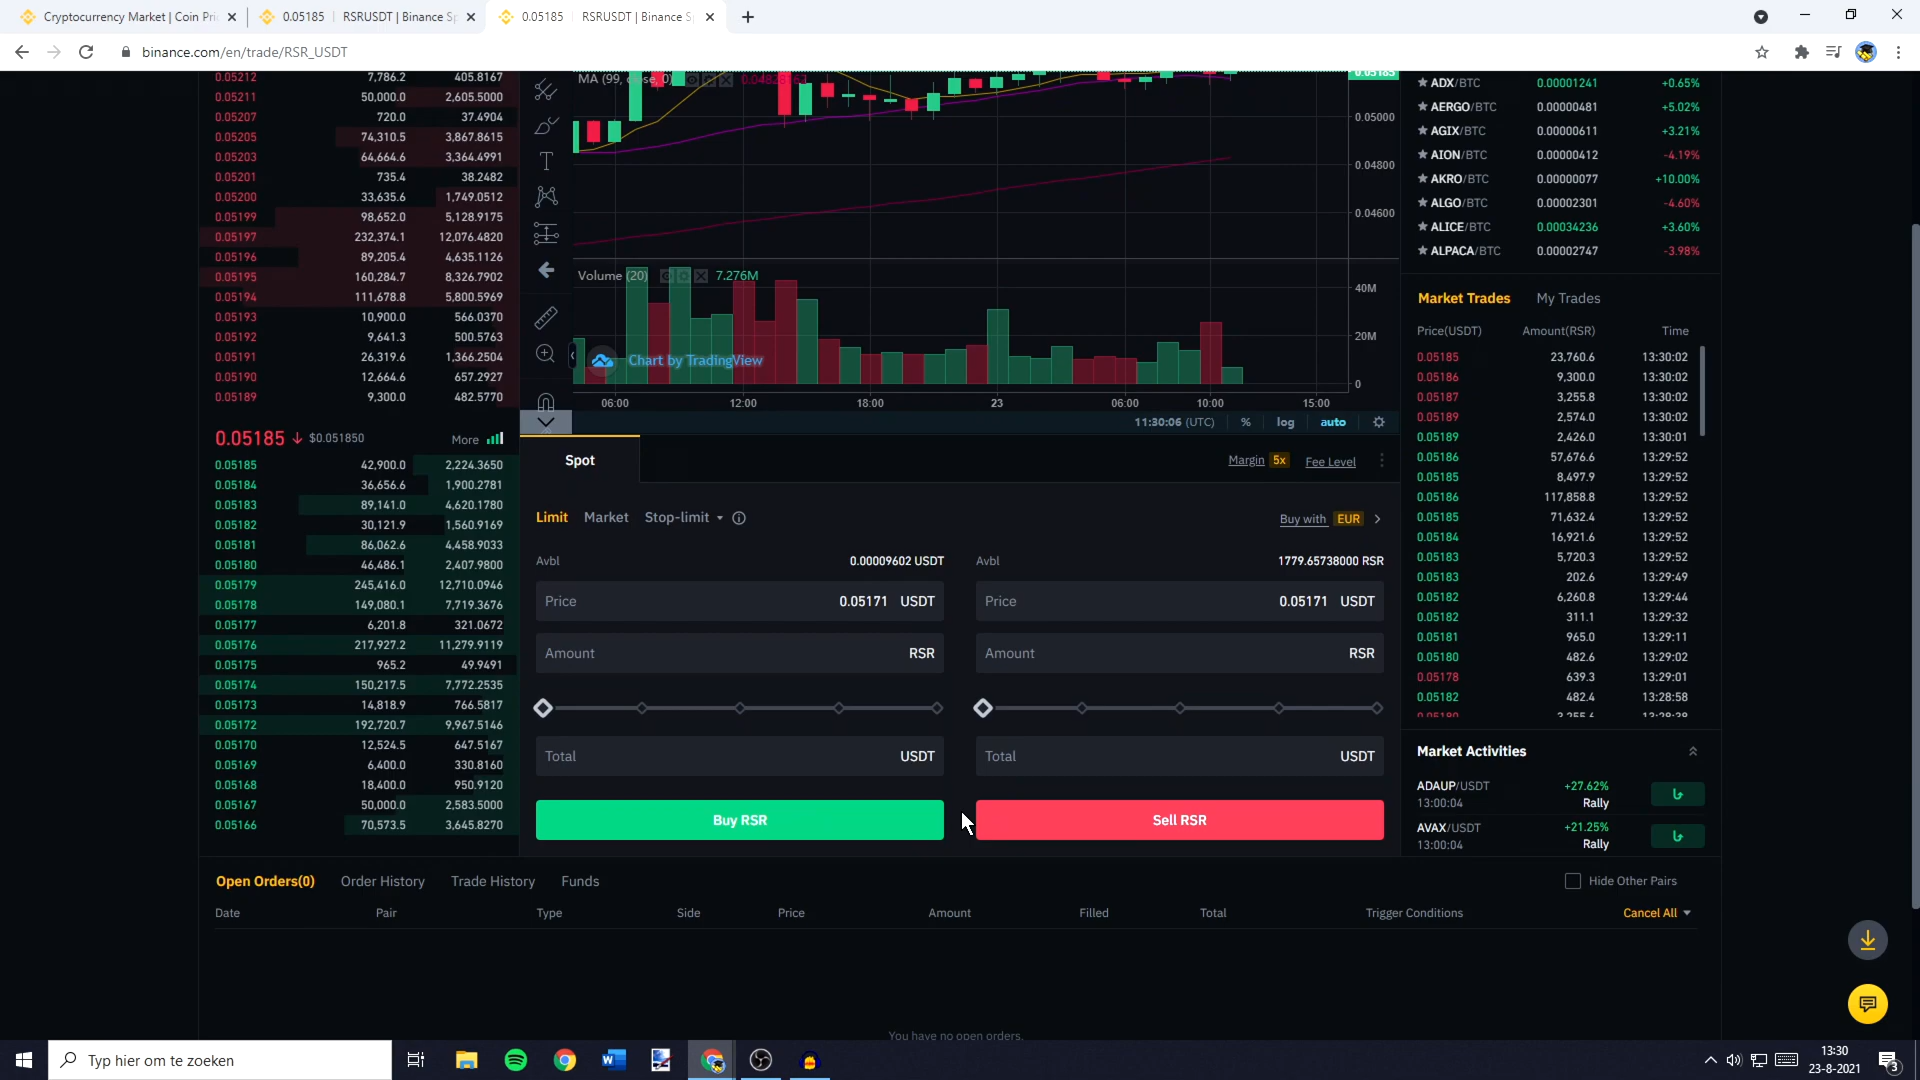 Cryptocurrency Market | Coin Pri
0.05185 | RSRUSDT | Binance Sp
0.05185 | RSRUSDT | Binance S
binance.com/en/trade/RSR_USDT
0.05212 7,786.2 405.8167
0.05211 50,000.0 2,605.5000
0.05207 720.0 37.4904
0.05205 74,310.5 3,867.8615
0.05203 64,664.6 3,364.4991
0.05201 735.4 38.2482
0.05200 33,635.6 1,749.0512
0.05199 98,652.0 5,128.9175
0.05197 232,374.1 12,076.4820
0.05196 89,205.4 4,635.1126
0.05195 160,284.7 8,326.7902
0.05194 111,678.8 5,800.5969
0.05193 10,900.0 566.0370
0.05192 9,641.3 500.5763
0.05191 26,319.6 1,366.2504
0.05190 12,664.6 657.2927
0.05189 9,300.0 482.5770
0.05185 $0.051850 More
0.05185 42,900.0 2,224.3650
0.05184 36,656.6 1,900.2781
0.05183 89,141.0 4,620.1780
0.05182 30,121.9 1,560.9169
0.05181 86,062.6 4,458.9033
0.05180 46,486.1 2,407.9800
0.05179 245,416.0 12,710.0946
0.05178 149,080.1 7,719.3676
0.05177 6,201.8 321.0672
0.05176 217,927.2 11,279.9119
0.05175 965.2 49.9491
0.05174 150,217.5 7,772.2535
0.05173 14,818.9 766.5817
0.05172 192,720.7 9,967.5146
0.05170 12,524.5 647.5167
0.05169 6,400.0 330.8160
0.05168 18,400.0 950.9120
0.05167 50,000.0 2,583.5000
0.05166 70,573.5 3,645.8270
MA (99, close, 0)
0.05185
0.05000
0.04800
0.04600
Volume (20) 7.276M
40M
20M
0
Chart by TradingView
06:00 12:00 18:00 23 06:00 10:00 15:00
11:30:06 (UTC) % log auto
Spot
Margin 5x Fee Level
Limit Market Stop-limit
Buy with EUR
Avbl 0.00009602 USDT
Price 0.05171 USDT
Amount RSR
Total USDT
Buy RSR
Avbl 1779.65738000 RSR
Price 0.05171 USDT
Amount RSR
Total USDT
Sell RSR
ADX/BTC 0.00001241 +0.65%
AERGO/BTC 0.00000481 +5.02%
AGIX/BTC 0.00000611 +3.21%
AION/BTC 0.00000412 -4.19%
AKRO/BTC 0.00000077 +10.00%
ALGO/BTC 0.00002301 -4.60%
ALICE/BTC 0.00034236 +3.60%
ALPACA/BTC 0.00002747 -3.98%
Market Trades My Trades
Price(USDT) Amount(RSR) Time
0.05185 23,760.6 13:30:02
0.05186 9,300.0 13:30:02
0.05187 3,255.8 13:30:02
0.05189 2,574.0 13:30:02
0.05189 2,426.0 13:30:01
0.05186 57,676.6 13:29:52
0.05185 8,497.9 13:29:52
0.05186 117,858.8 13:29:52
0.05185 71,632.4 13:29:52
0.05184 16,921.6 13:29:52
0.05183 5,720.3 13:29:52
0.05183 202.6 13:29:49
0.05182 6,260.8 13:29:44
0.05182 311.1 13:29:32
0.05181 965.0 13:29:11
0.05180 482.6 13:29:02
0.05178 639.3 13:29:01
0.05182 482.4 13:28:58
Market Activities
ADAUP/USDT +27.62%
13:00:04 Rally
AVAX/USDT +21.25%
13:00:04 Rally
Open Orders(0) Order History Trade History Funds
Hide Other Pairs
Date Pair Type Side Price Amount Filled Total Trigger Conditions Cancel All
You have no open orders.
Typ hier om te zoeken
13:30
23-8-2021
3